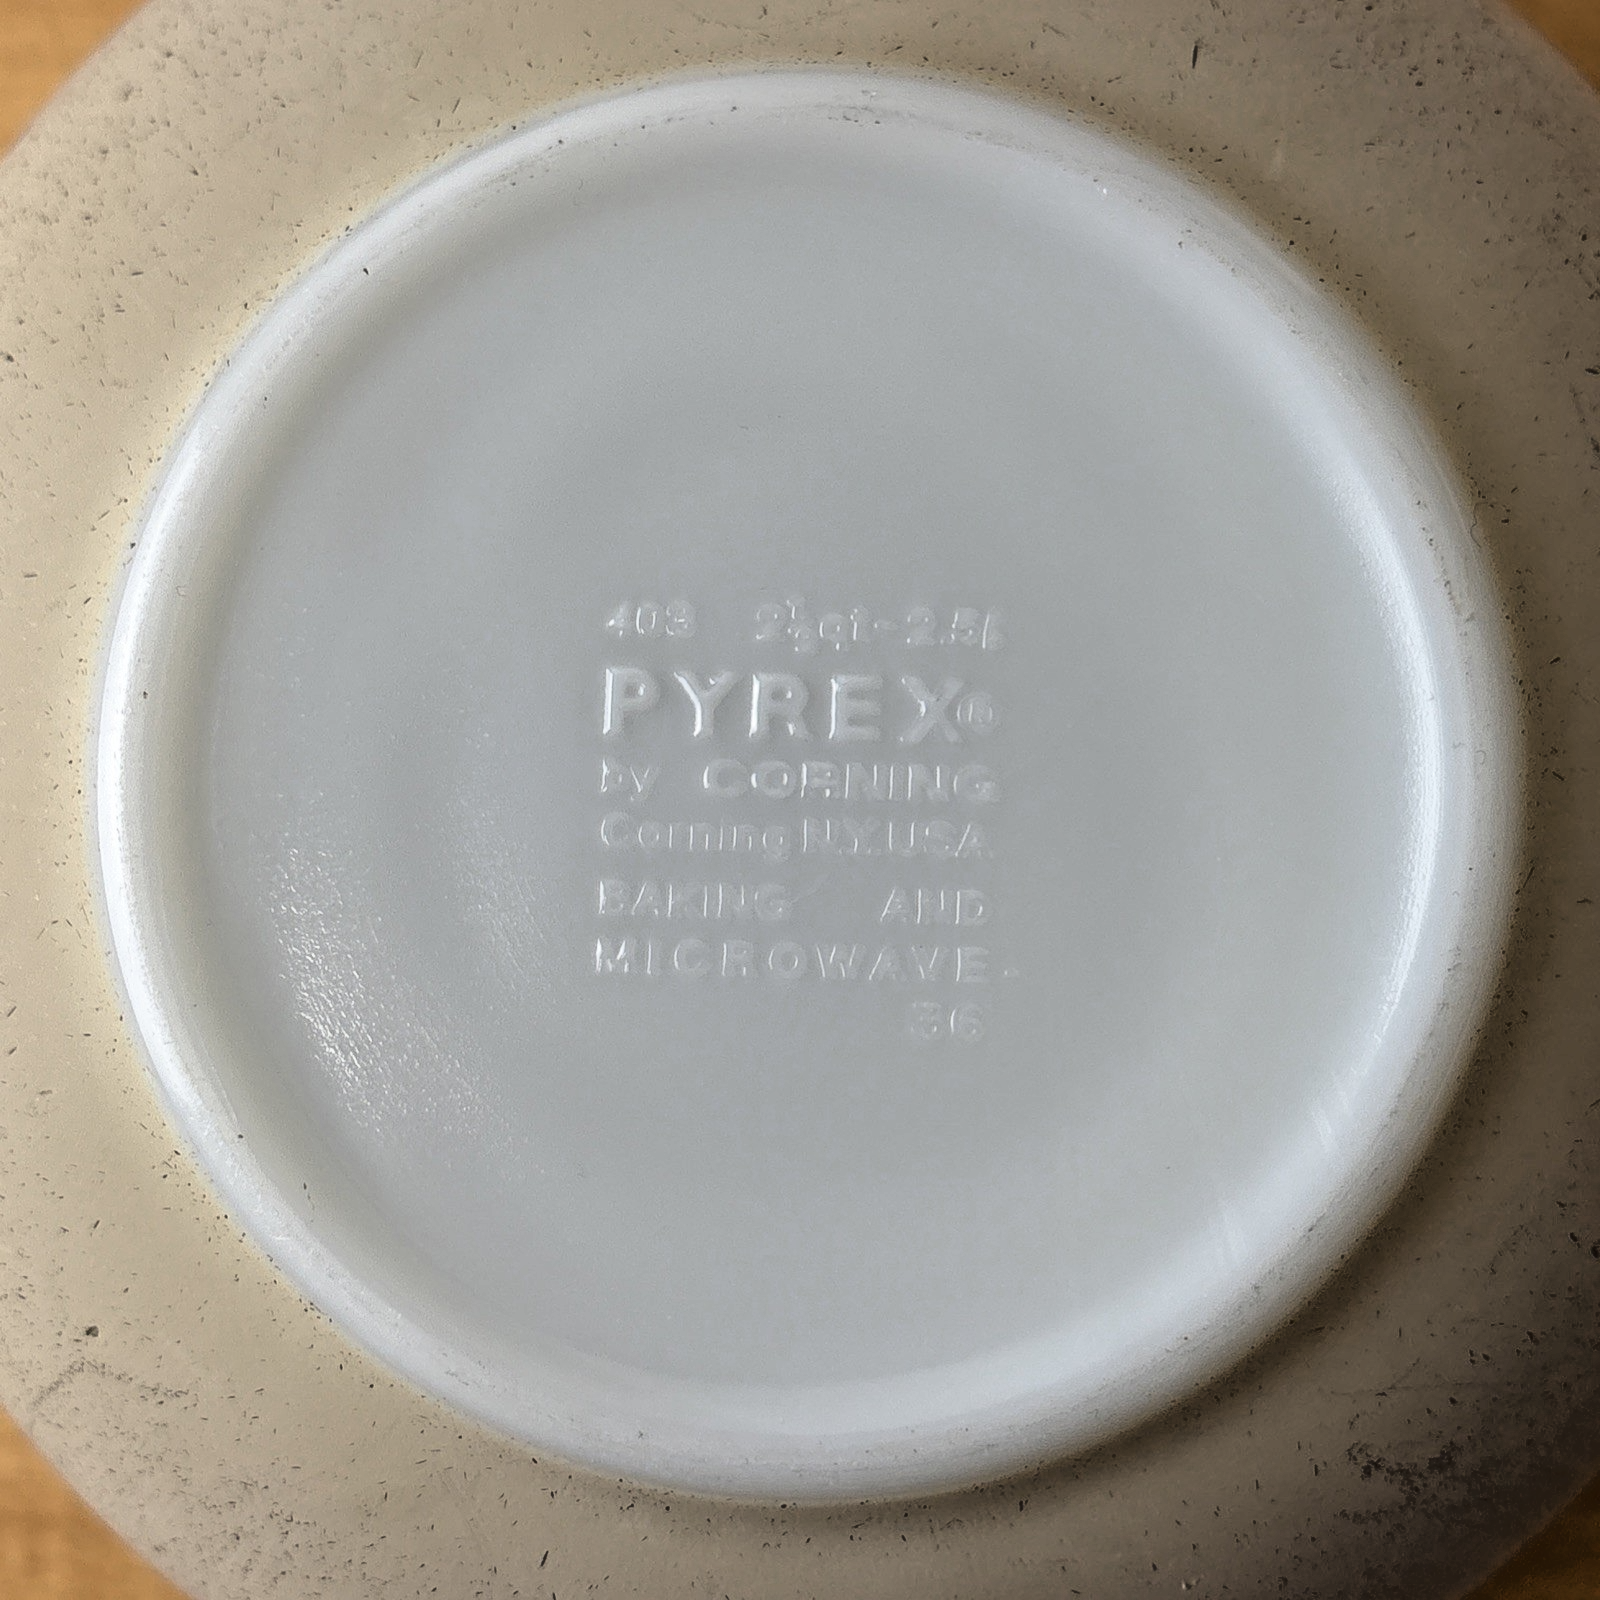 403 2½qt-2.5L
PYREX®
by CORNING
Corning N.Y. USA
BAKING AND
MICROWAVE.
36